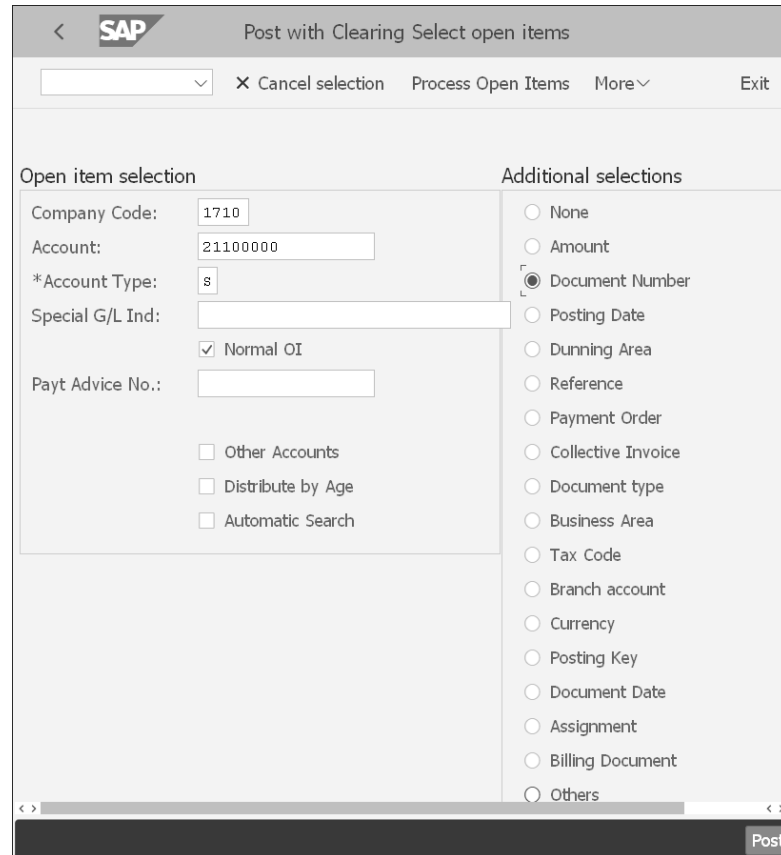 SAP Post with Clearing Select open items
Cancel selection Process Open Items More Exit
Open item selection
Company Code: 1710
Account: 21100000
*Account Type: S
Special G/L Ind:
Normal OI
Payt Advice No.:
Other Accounts
Distribute by Age
Automatic Search
Additional selections
None
Amount
Document Number
Posting Date
Dunning Area
Reference
Payment Order
Collective Invoice
Document type
Business Area
Tax Code
Branch account
Currency
Posting Key
Document Date
Assignment
Billing Document
Others
Post